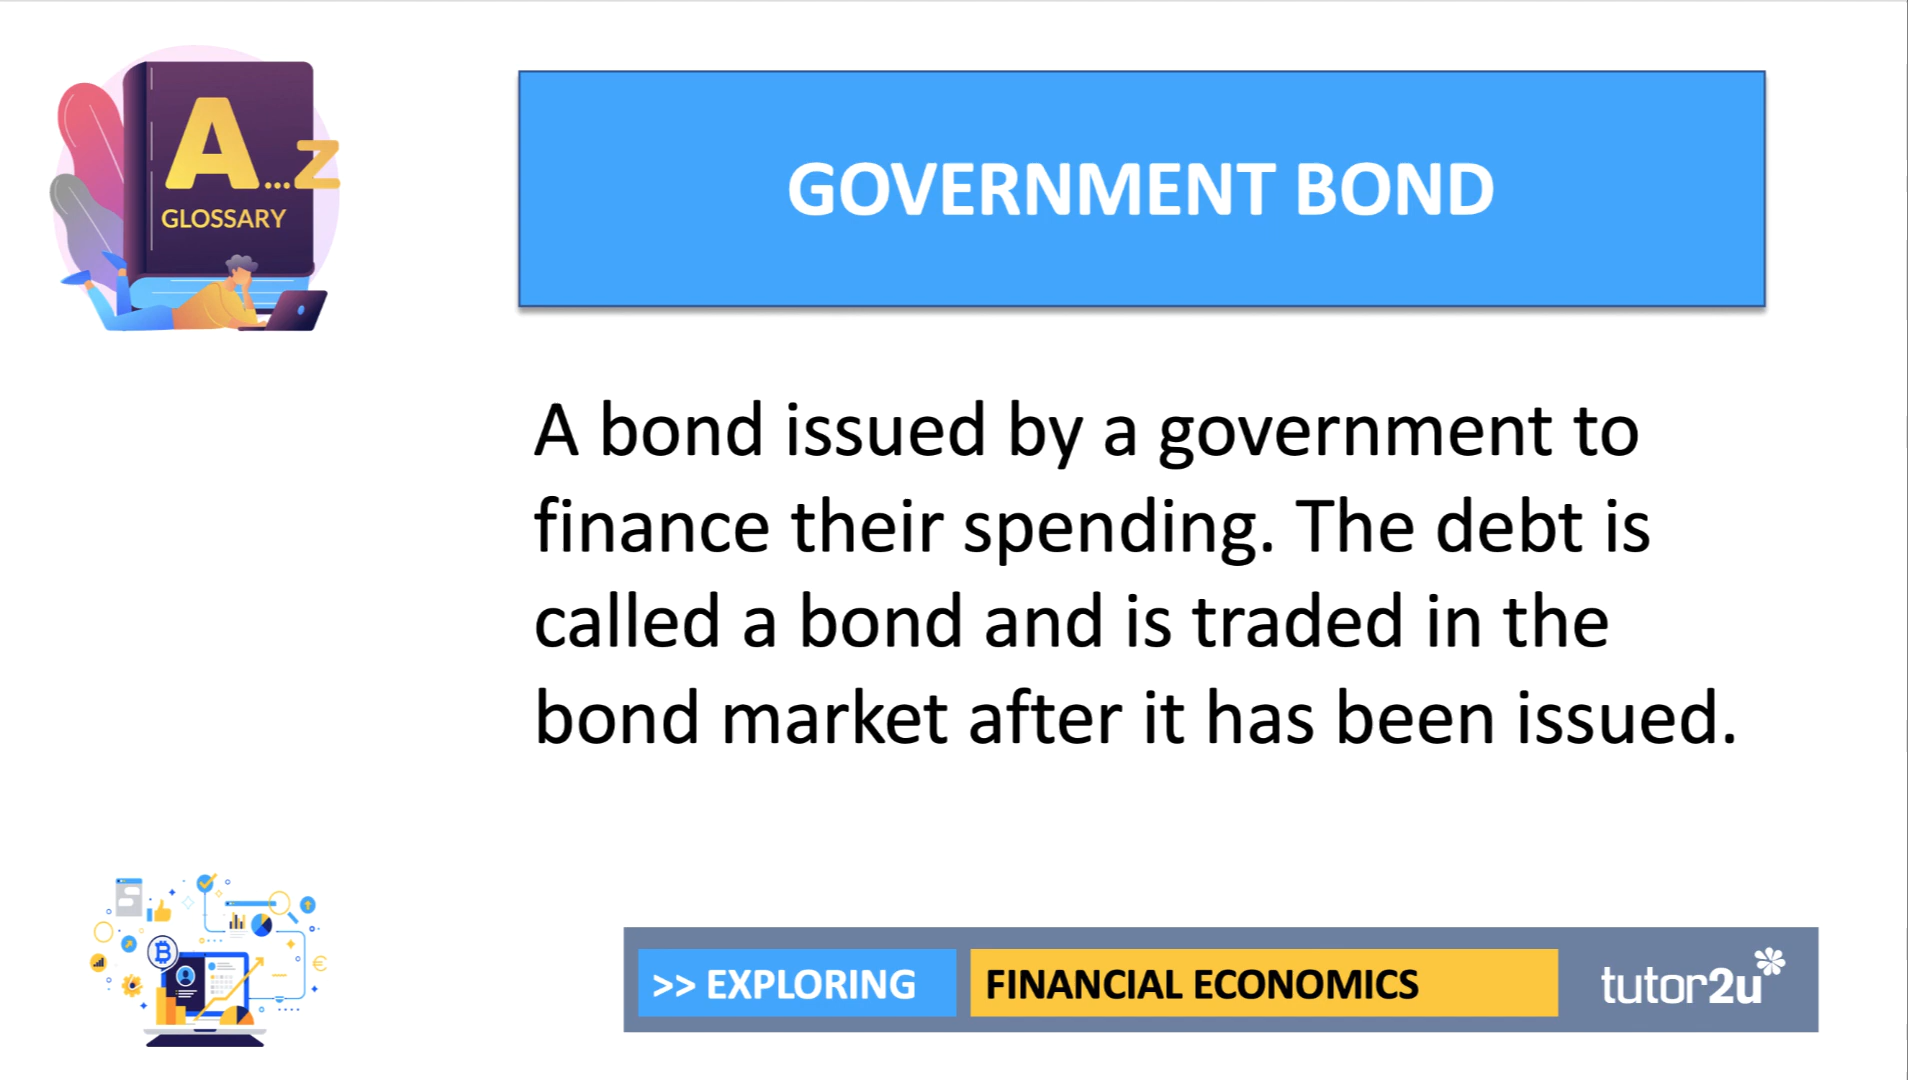 A...Z
GLOSSARY
GOVERNMENT BOND
A bond issued by a government to
finance their spending. The debt is
called a bond and is traded in the
bond market after it has been issued.
>> EXPLORING
FINANCIAL ECONOMICS
tutor2u